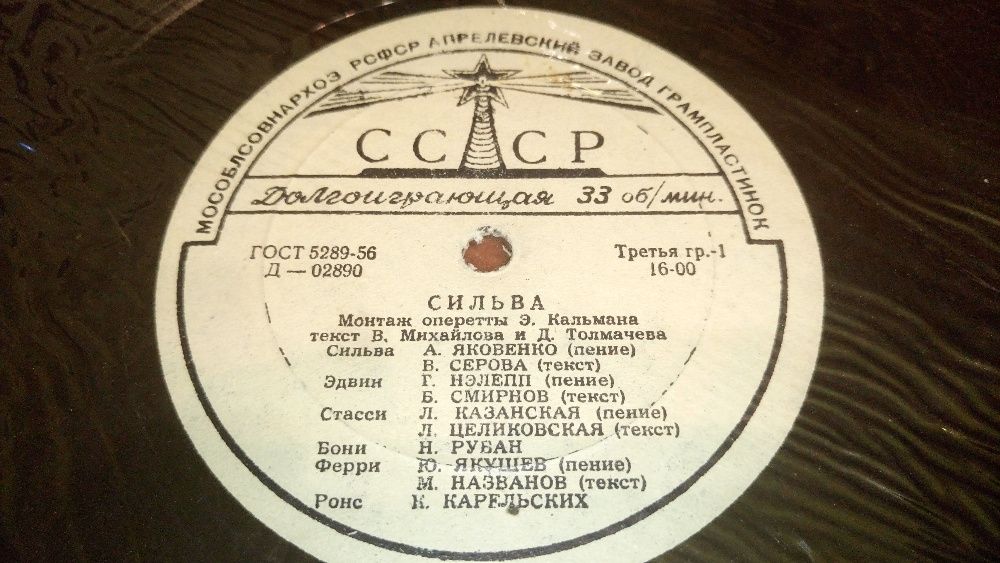 МОСОБЛСОВНАРХОЗ РСФСР АПРЕЛЕВСКИЙ ЗАВОД ГРАМПЛАСТИНОК
СССР
Долгоиграющая 33 об/мин.
ГОСТ 5289-56 Третья гр.-1
Д — 02890 16-00
СИЛЬВА
Монтаж оперетты Э. Кальмана
текст В. Михайлова и Д. Толмачева
Сильва А. ЯКОВЕНКО (пение)
В. СЕРОВА (текст)
Эдвин Г. НЭЛЕПП (пение)
Б. СМИРНОВ (текст)
Стасси Л. КАЗАНСКАЯ (пение)
Л. ЦЕЛИКОВСКАЯ (текст)
Бони Н. РУБАН
Ферри Ю. ЯКУШЕВ (пение)
М. НАЗВАНОВ (текст)
Ронс К. КАРЕЛЬСКИХ